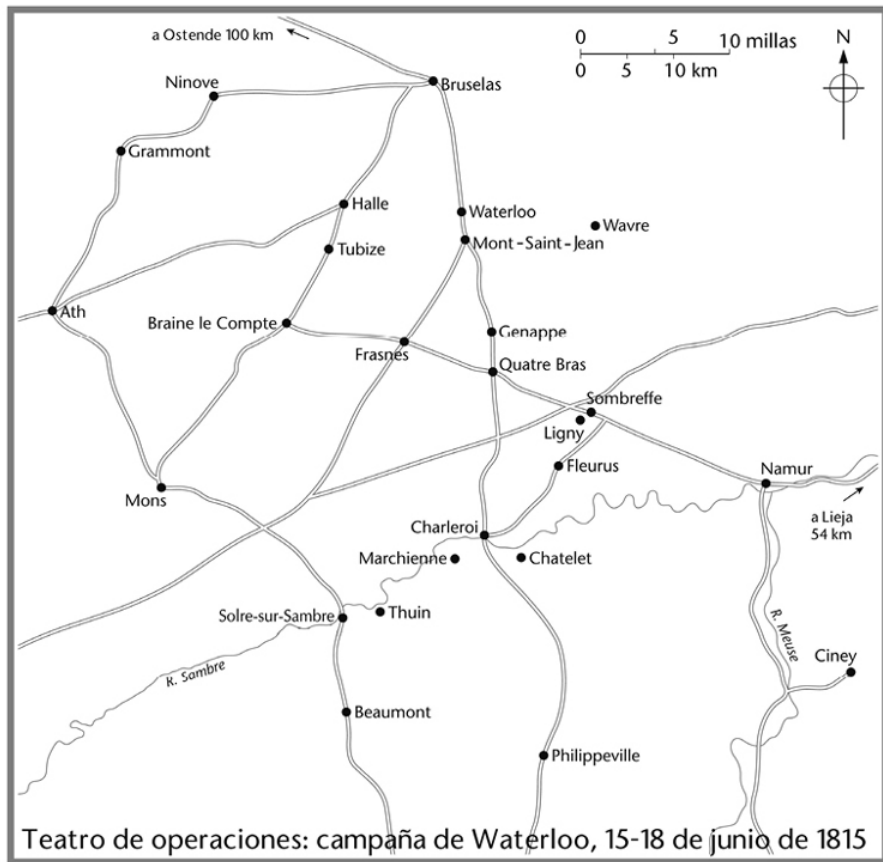 a Ostende 100 km
0 5 10 millas
0 5 10 km
N
Ninove
Bruselas
Grammont
Halle
Waterloo
Wavre
Mont-Saint-Jean
Tubize
Ath
Braine le Compte
Genappe
Frasnes
Quatre Bras
Sombreffe
Ligny
Fleurus
Namur
Mons
a Lieja
54 km
Charleroi
Marchienne
Chatelet
Solre-sur-Sambre
Thuin
R. Meuse
Ciney
R. Sambre
Beaumont
Philippeville
Teatro de operaciones: campaña de Waterloo, 15-18 de junio de 1815